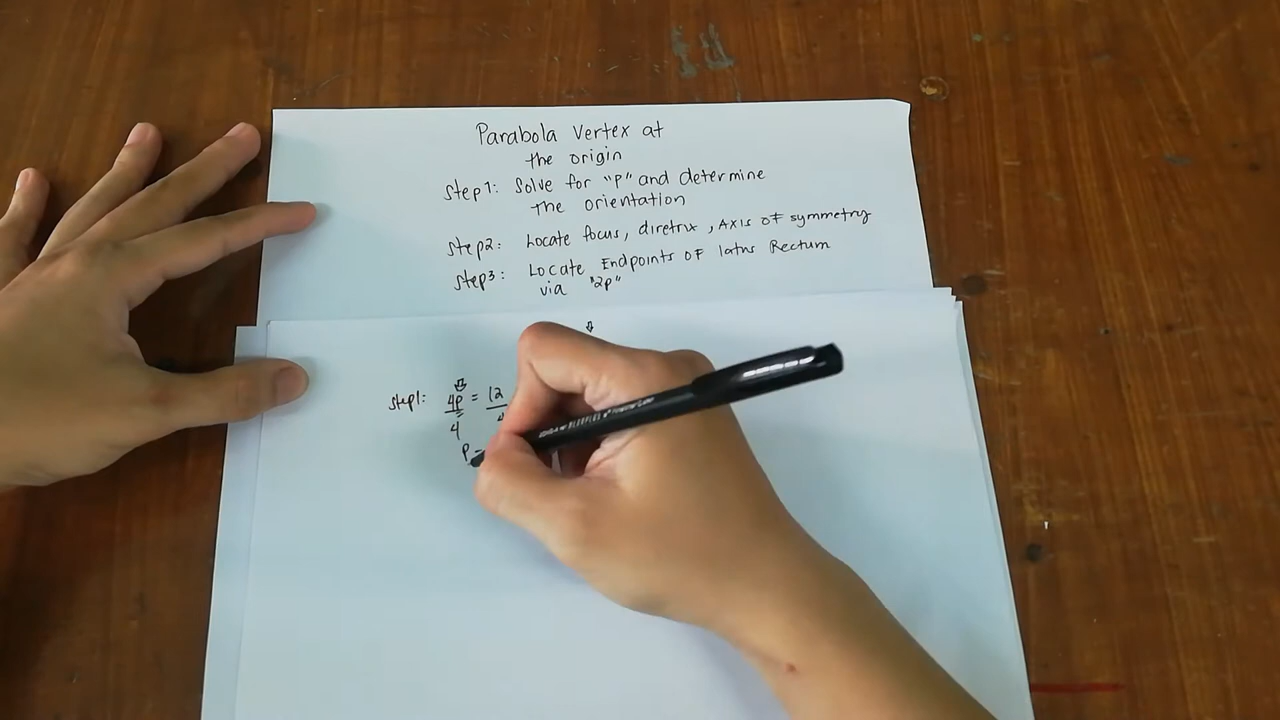 Parabola Vertex at
the origin
Step1: Solve for "p" and determine
the orientation
Step2: Locate focus, diretrix, Axis of symmetry
Step3: Locate Endpoints of latus Rectum
via "2p"
Step1: 4p = 12
4
P =